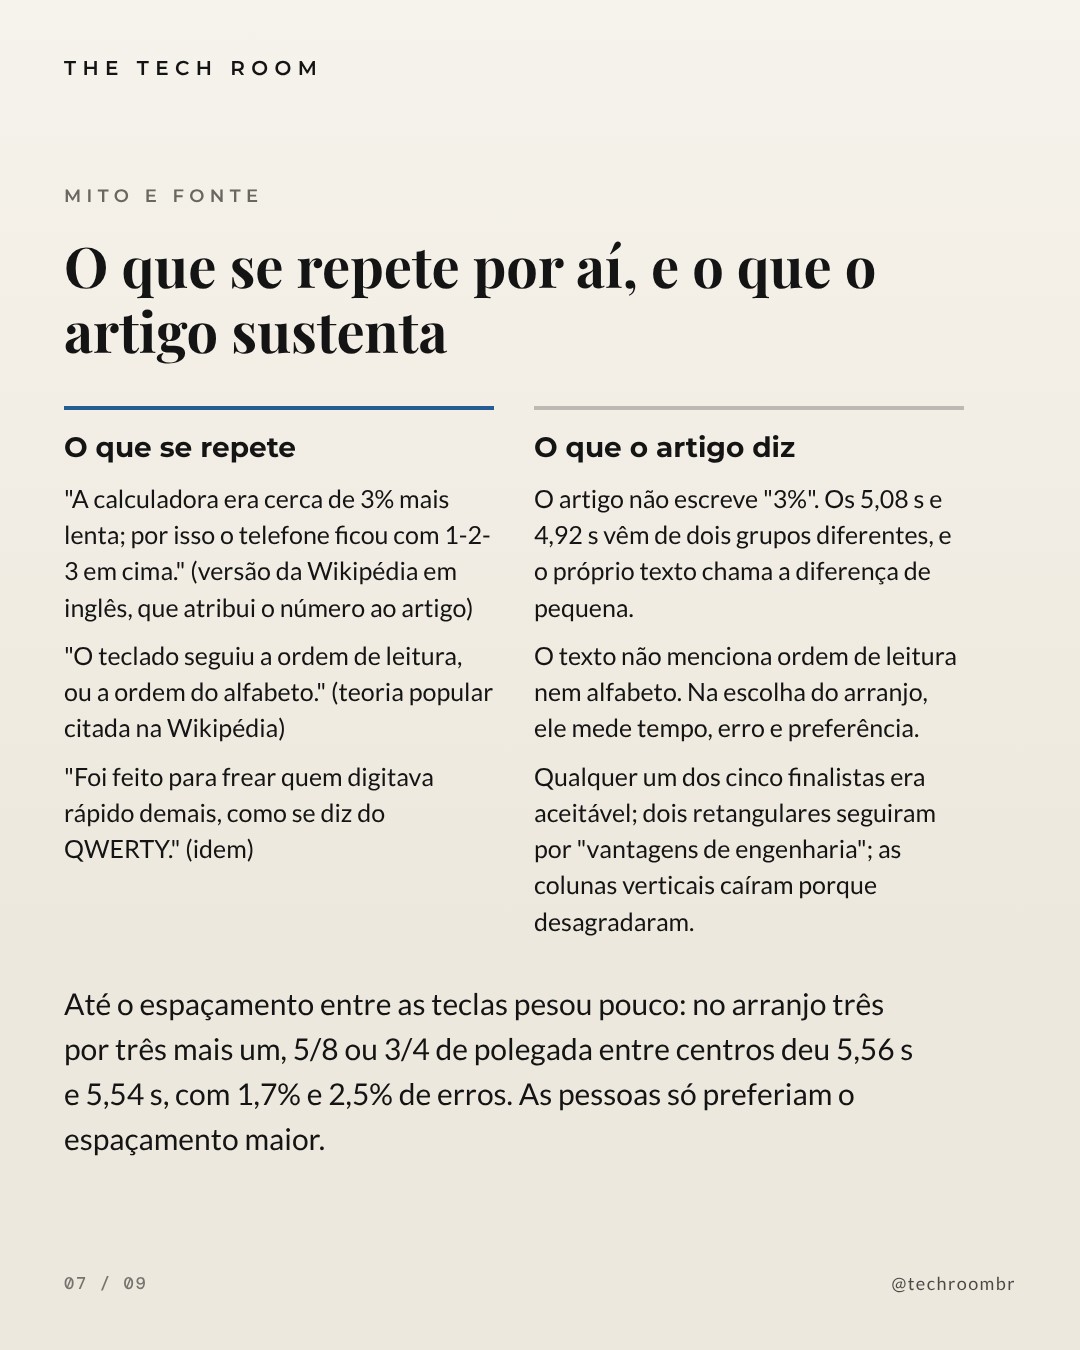 THE TECH ROOM
MITO E FONTE
O que se repete por aí, e o que o
artigo sustenta
O que se repete
"A calculadora era cerca de 3% mais
lenta; por isso o telefone ficou com 1-2-
3 em cima." (versão da Wikipédia em
inglês, que atribui o número ao artigo)
"O teclado seguiu a ordem de leitura,
ou a ordem do alfabeto." (teoria popular
citada na Wikipédia)
"Foi feito para frear quem digitava
rápido demais, como se diz do
QWERTY." (idem)
O que o artigo diz
O artigo não escreve "3%". Os 5,08 s e
4,92 s vêm de dois grupos diferentes, e
o próprio texto chama a diferença de
pequena.
O texto não menciona ordem de leitura
nem alfabeto. Na escolha do arranjo,
ele mede tempo, erro e preferência.
Qualquer um dos cinco finalistas era
aceitável; dois retangulares seguiram
por "vantagens de engenharia"; as
colunas verticais caíram porque
desagradaram.
Até o espaçamento entre as teclas pesou pouco: no arranjo três
por três mais um, 5/8 ou 3/4 de polegada entre centros deu 5,56 s
e 5,54 s, com 1,7% e 2,5% de erros. As pessoas só preferiam o
espaçamento maior.
07 / 09
@techroombr